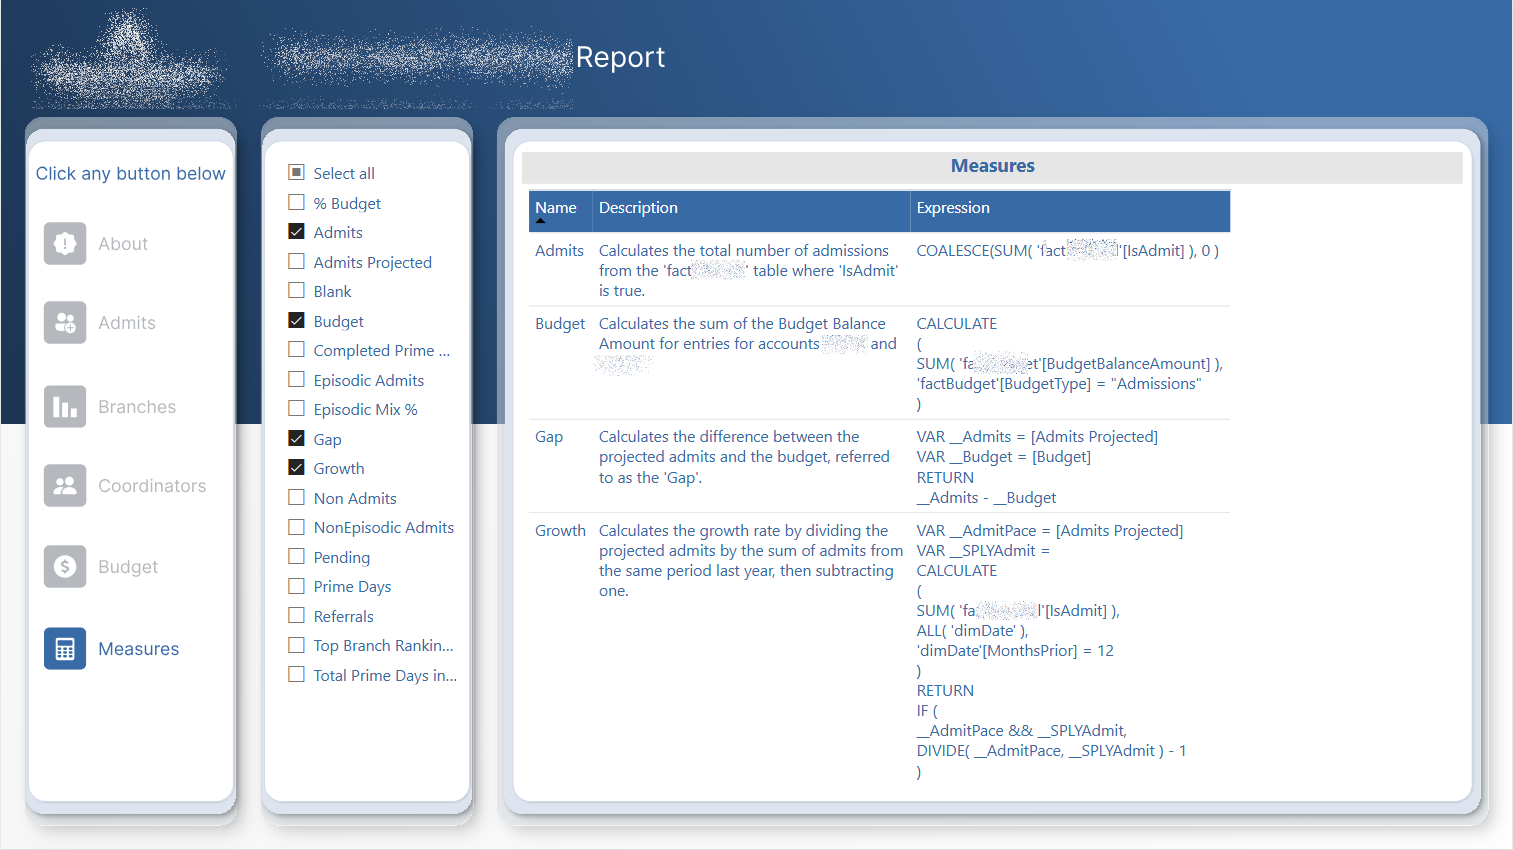 Report
Click any button below
About
Admits
Branches
Coordinators
Budget
Measures
Select all
% Budget
Admits
Admits Projected
Blank
Budget
Completed Prime ...
Episodic Admits
Episodic Mix %
Gap
Growth
Non Admits
NonEpisodic Admits
Pending
Prime Days
Referrals
Top Branch Rankin...
Total Prime Days in...
Measures
Name Description Expression
Admits
Calculates the total number of admissions
from the 'fact ' table where 'IsAdmit'
is true.
COALESCE(SUM( 'fact '[IsAdmit] ), 0 )
Budget
Calculates the sum of the Budget Balance
Amount for entries for accounts and
CALCULATE
(
SUM( 'fa et'[BudgetBalanceAmount] ),
'factBudget'[BudgetType] = "Admissions"
)
Gap
Calculates the difference between the
projected admits and the budget, referred
to as the 'Gap'.
VAR __Admits = [Admits Projected]
VAR __Budget = [Budget]
RETURN
__Admits - __Budget
Growth
Calculates the growth rate by dividing the
projected admits by the sum of admits from
the same period last year, then subtracting
one.
VAR __AdmitPace = [Admits Projected]
VAR __SPLYAdmit =
CALCULATE
(
SUM( 'fa l'[IsAdmit] ),
ALL( 'dimDate' ),
'dimDate'[MonthsPrior] = 12
)
RETURN
IF (
__AdmitPace && __SPLYAdmit,
DIVIDE( __AdmitPace, __SPLYAdmit ) - 1
)